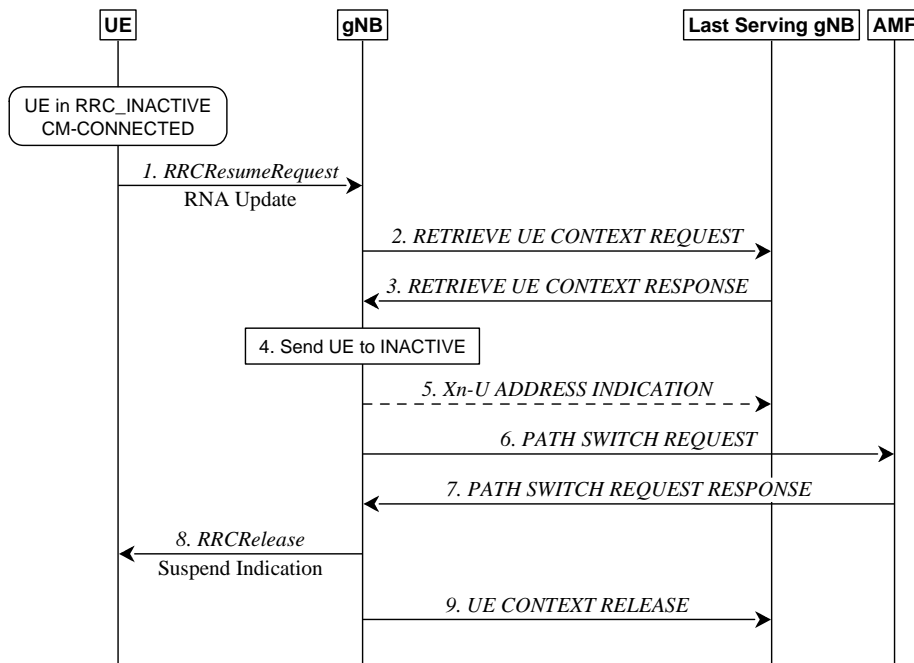 UE
gNB
Last Serving gNB
AMF
UE in RRC_INACTIVE
CM-CONNECTED
1. RRCResumeRequest
RNA Update
2. RETRIEVE UE CONTEXT REQUEST
3. RETRIEVE UE CONTEXT RESPONSE
4. Send UE to INACTIVE
5. Xn-U ADDRESS INDICATION
6. PATH SWITCH REQUEST
7. PATH SWITCH REQUEST RESPONSE
8. RRCRelease
Suspend Indication
9. UE CONTEXT RELEASE